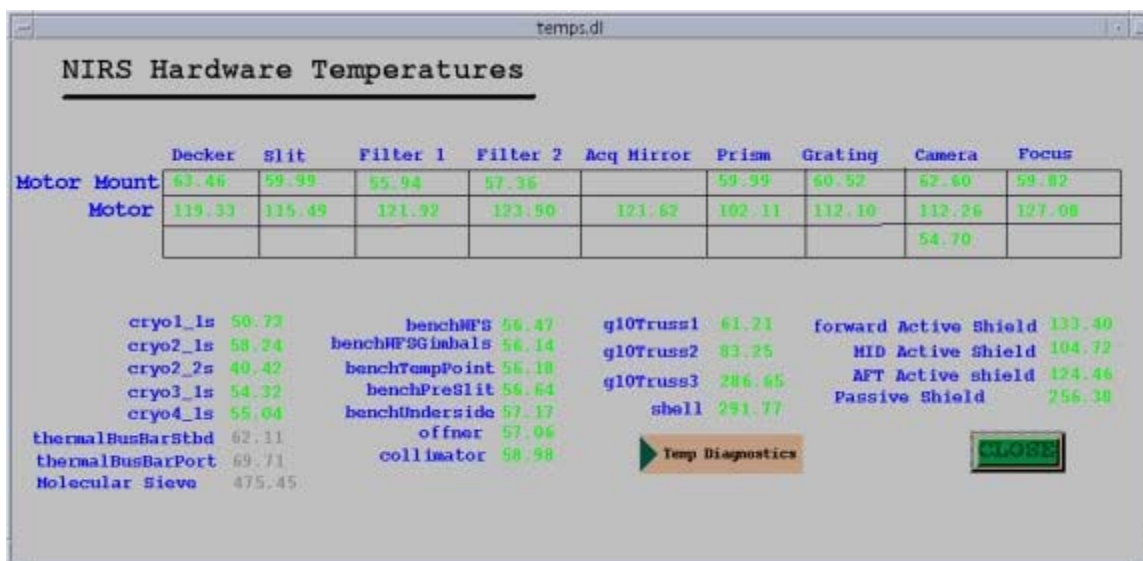 temps.dl
NIRS Hardware Temperatures
Decker Slit Filter 1 Filter 2 Acq Mirror Prism Grating Camera Focus
Motor Mount 63.46 59.99 55.94 57.36 59.99 60.52 62.60 59.82
Motor 119.33 115.49 121.92 123.90 102.11 112.10 112.26 127.08
54.70
cryo1_1s
cryo2_1s 58.24
cryo2_2s 40.42
cryo3_1s 54.32
cryo4_1s 55.04
thermalBusBarStbd 62.11
thermalBusBarPort 69.71
Molecular Sieve 475.45
benchWFS 56.47
benchWFSGimbals 56.14
benchTempPoint 56.18
benchPreSlit 56.64
benchUnderside 57.17
offner 57.06
collimator 58.98
g10Truss1 61.21
g10Truss2 83.25
g10Truss3 286.65
shell 291.77
Temp Diagnostics
forward Active Shield 133.40
MID Active Shield 104.72
AFT Active shield 124.46
Passive Shield 256.38
CLOSE